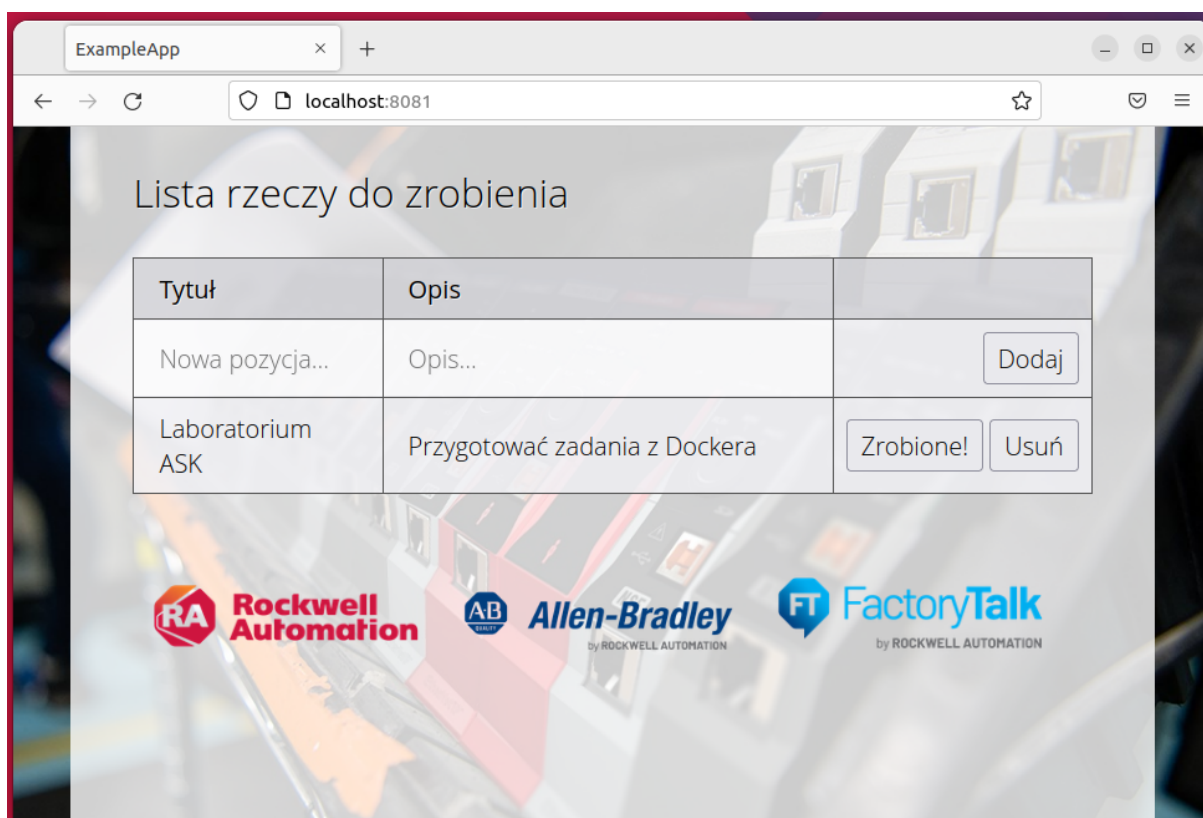 ExampleApp
localhost:8081
Lista rzeczy do zrobienia
Tytuł Opis
Nowa pozycja... Opis... Dodaj
Laboratorium
ASK
Przygotować zadania z Dockera Zrobione! Usuń
RA Rockwell
Automation
A·B
QUALITY
Allen-Bradley
by ROCKWELL AUTOMATION
FT FactoryTalk
by ROCKWELL AUTOMATION